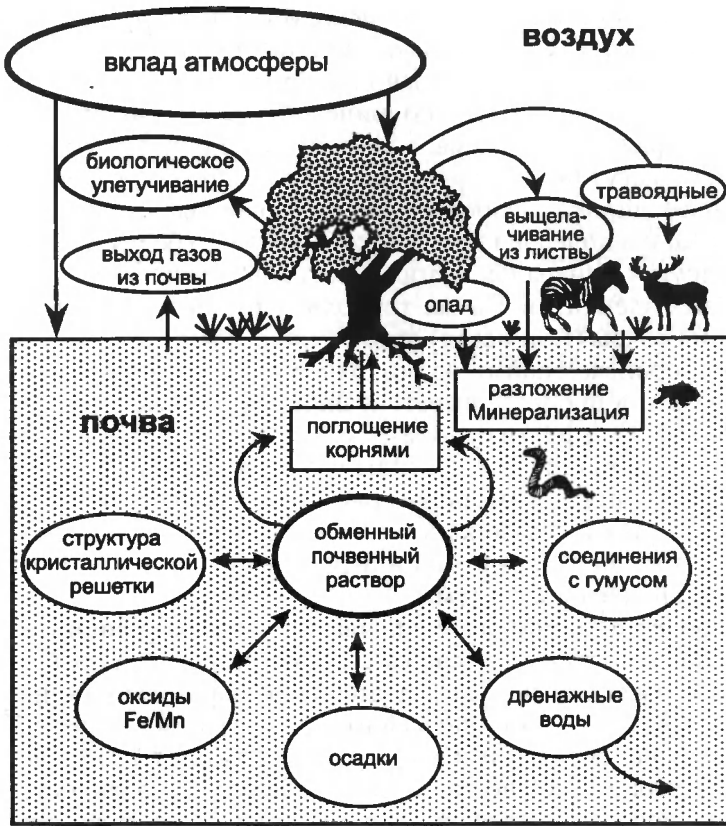 воздух
вклад атмосферы
биологическое
улетучивание
травоядные
выщела-
чивание
из листвы
выход газов
из почвы
опад
разложение
Минерализация
почва
поглощение
корнями
обменный
почвенный
раствор
структура
кристаллической
решетки
соединения
с гумусом
оксиды
Fe/Mn
осадки
дренажные
воды